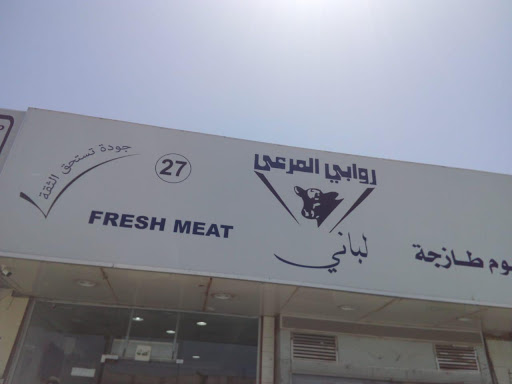 روابي المرعى
لباني
طازجة
جودة تستحق الثقة
27
FRESH MEAT